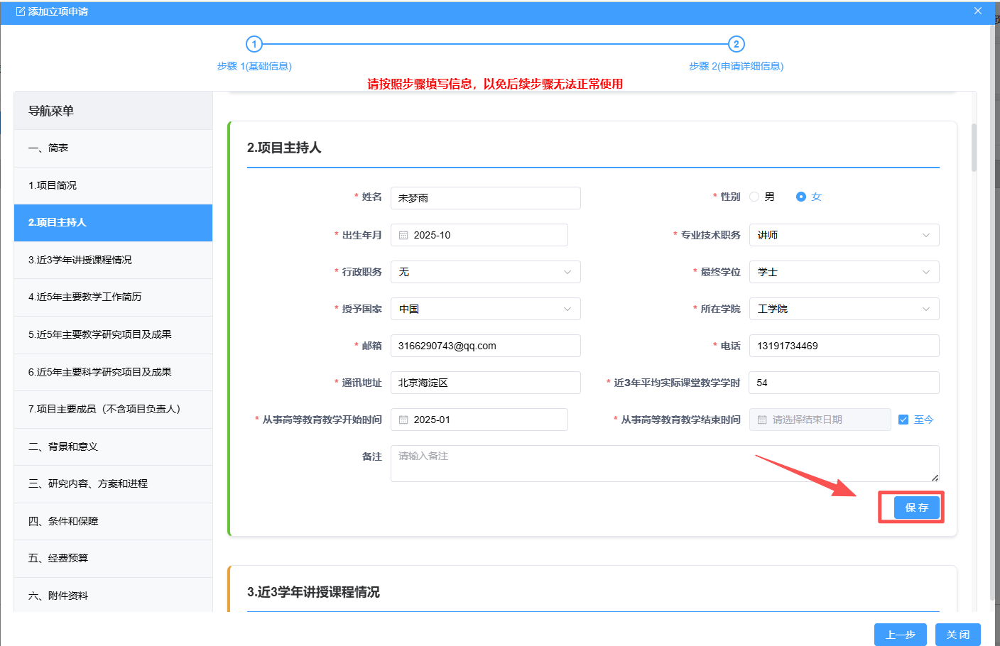 添加立项申请
1
2
步骤 1(基础信息)
步骤 2(申请详细信息)
请按照步骤填写信息，以免后续步骤无法正常使用
导航菜单
一、简表
1.项目简况
2.项目主持人
3.近3学年讲授课程情况
4.近5年主要教学工作简历
5.近5年主要教学研究项目及成果
6.近5年主要科学研究项目及成果
7.项目主要成员（不含项目负责人）
二、背景和意义
三、研究内容、方案和进程
四、条件和保障
五、经费预算
六、附件资料
2.项目主持人
* 姓名 未梦雨 * 性别 男 女
* 出生年月 2025-10 * 专业技术职务 讲师
* 行政职务 无 * 最终学位 学士
* 授予国家 中国 * 所在学院 工学院
* 邮箱 3166290743@qq.com * 电话 13191734469
* 通讯地址 北京海淀区 * 近3年平均实际课堂教学学时 54
* 从事高等教育教学开始时间 2025-01 * 从事高等教育教学结束时间 请选择结束日期 至今
备注 请输入备注
保存
3.近3学年讲授课程情况
上一步 关闭